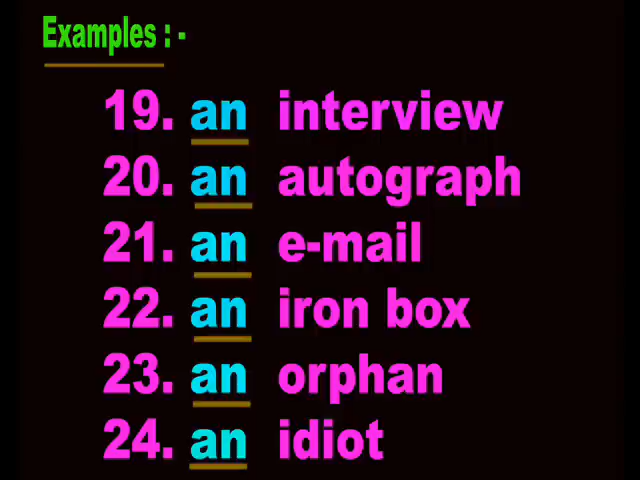 Examples : -
19. an interview
20. an autograph
21. an e-mail
22. an iron box
23. an orphan
24. an idiot